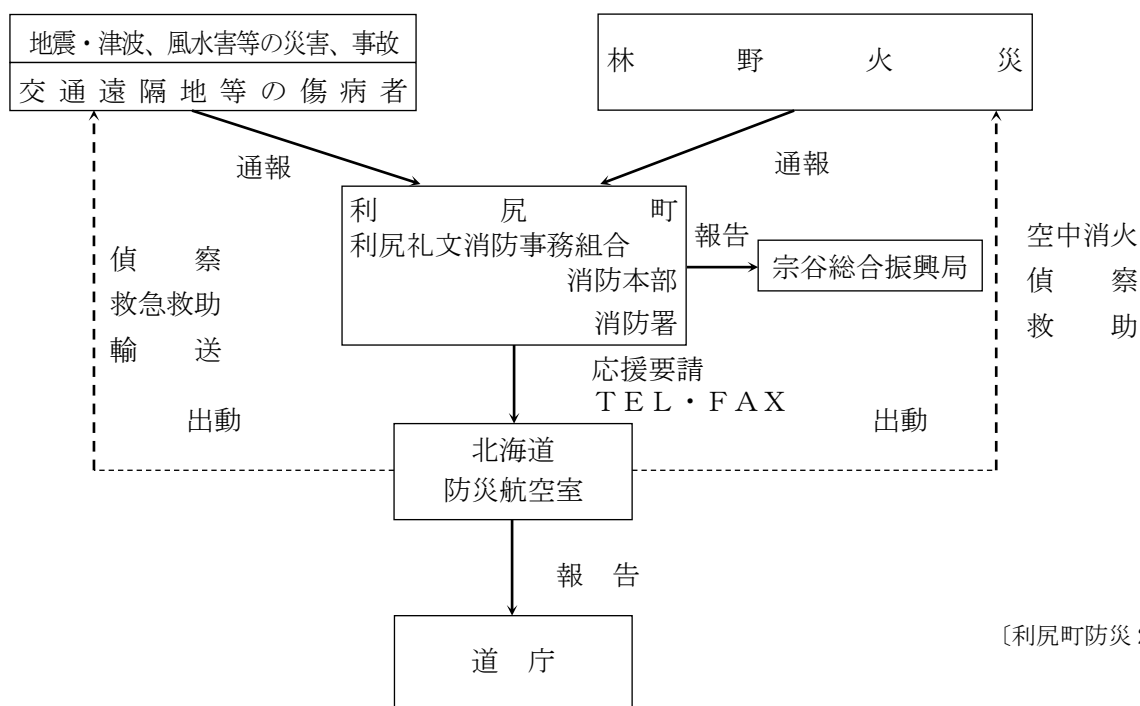 地震・津波、風水害等の災害、事故
交通遠隔地等の傷病者
林野火災
通報
通報
利尻町
利尻礼文消防事務組合
消防本部
消防署
報告
宗谷総合振興局
偵察
救急救助
輸送
空中消火
偵察
救助
応援要請
ＴＥＬ・ＦＡＸ
出動
出動
北海道
防災航空室
報告
道庁
〔利尻町防災